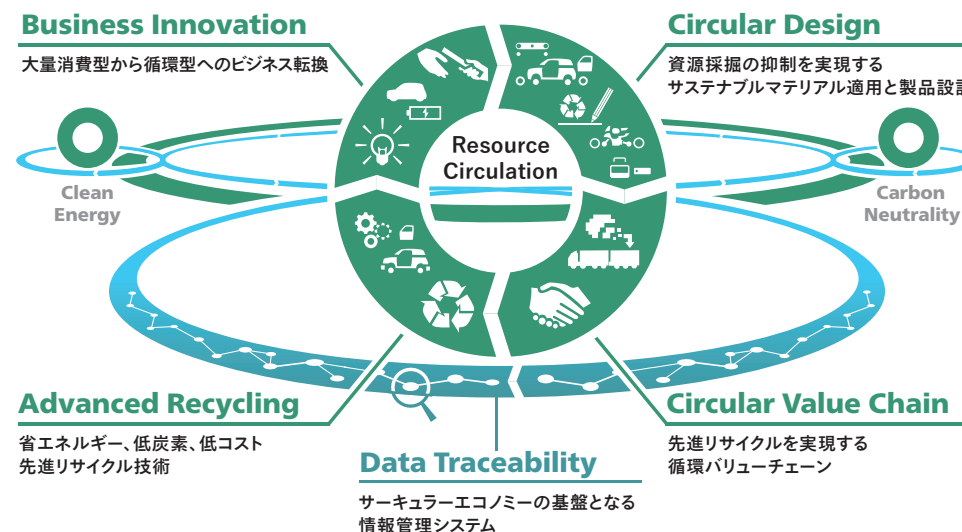 Business Innovation
大量消費型から循環型へのビジネス転換
Circular Design
資源採掘の抑制を実現する
サステナブルマテリアル適用と製品設
Resource
Circulation
Clean
Energy
Carbon
Neutrality
Advanced Recycling
省エネルギー、低炭素、低コスト
先進リサイクル技術
Data Traceability
サーキュラーエコノミーの基盤となる
情報管理システム
Circular Value Chain
先進リサイクルを実現する
循環バリューチェーン